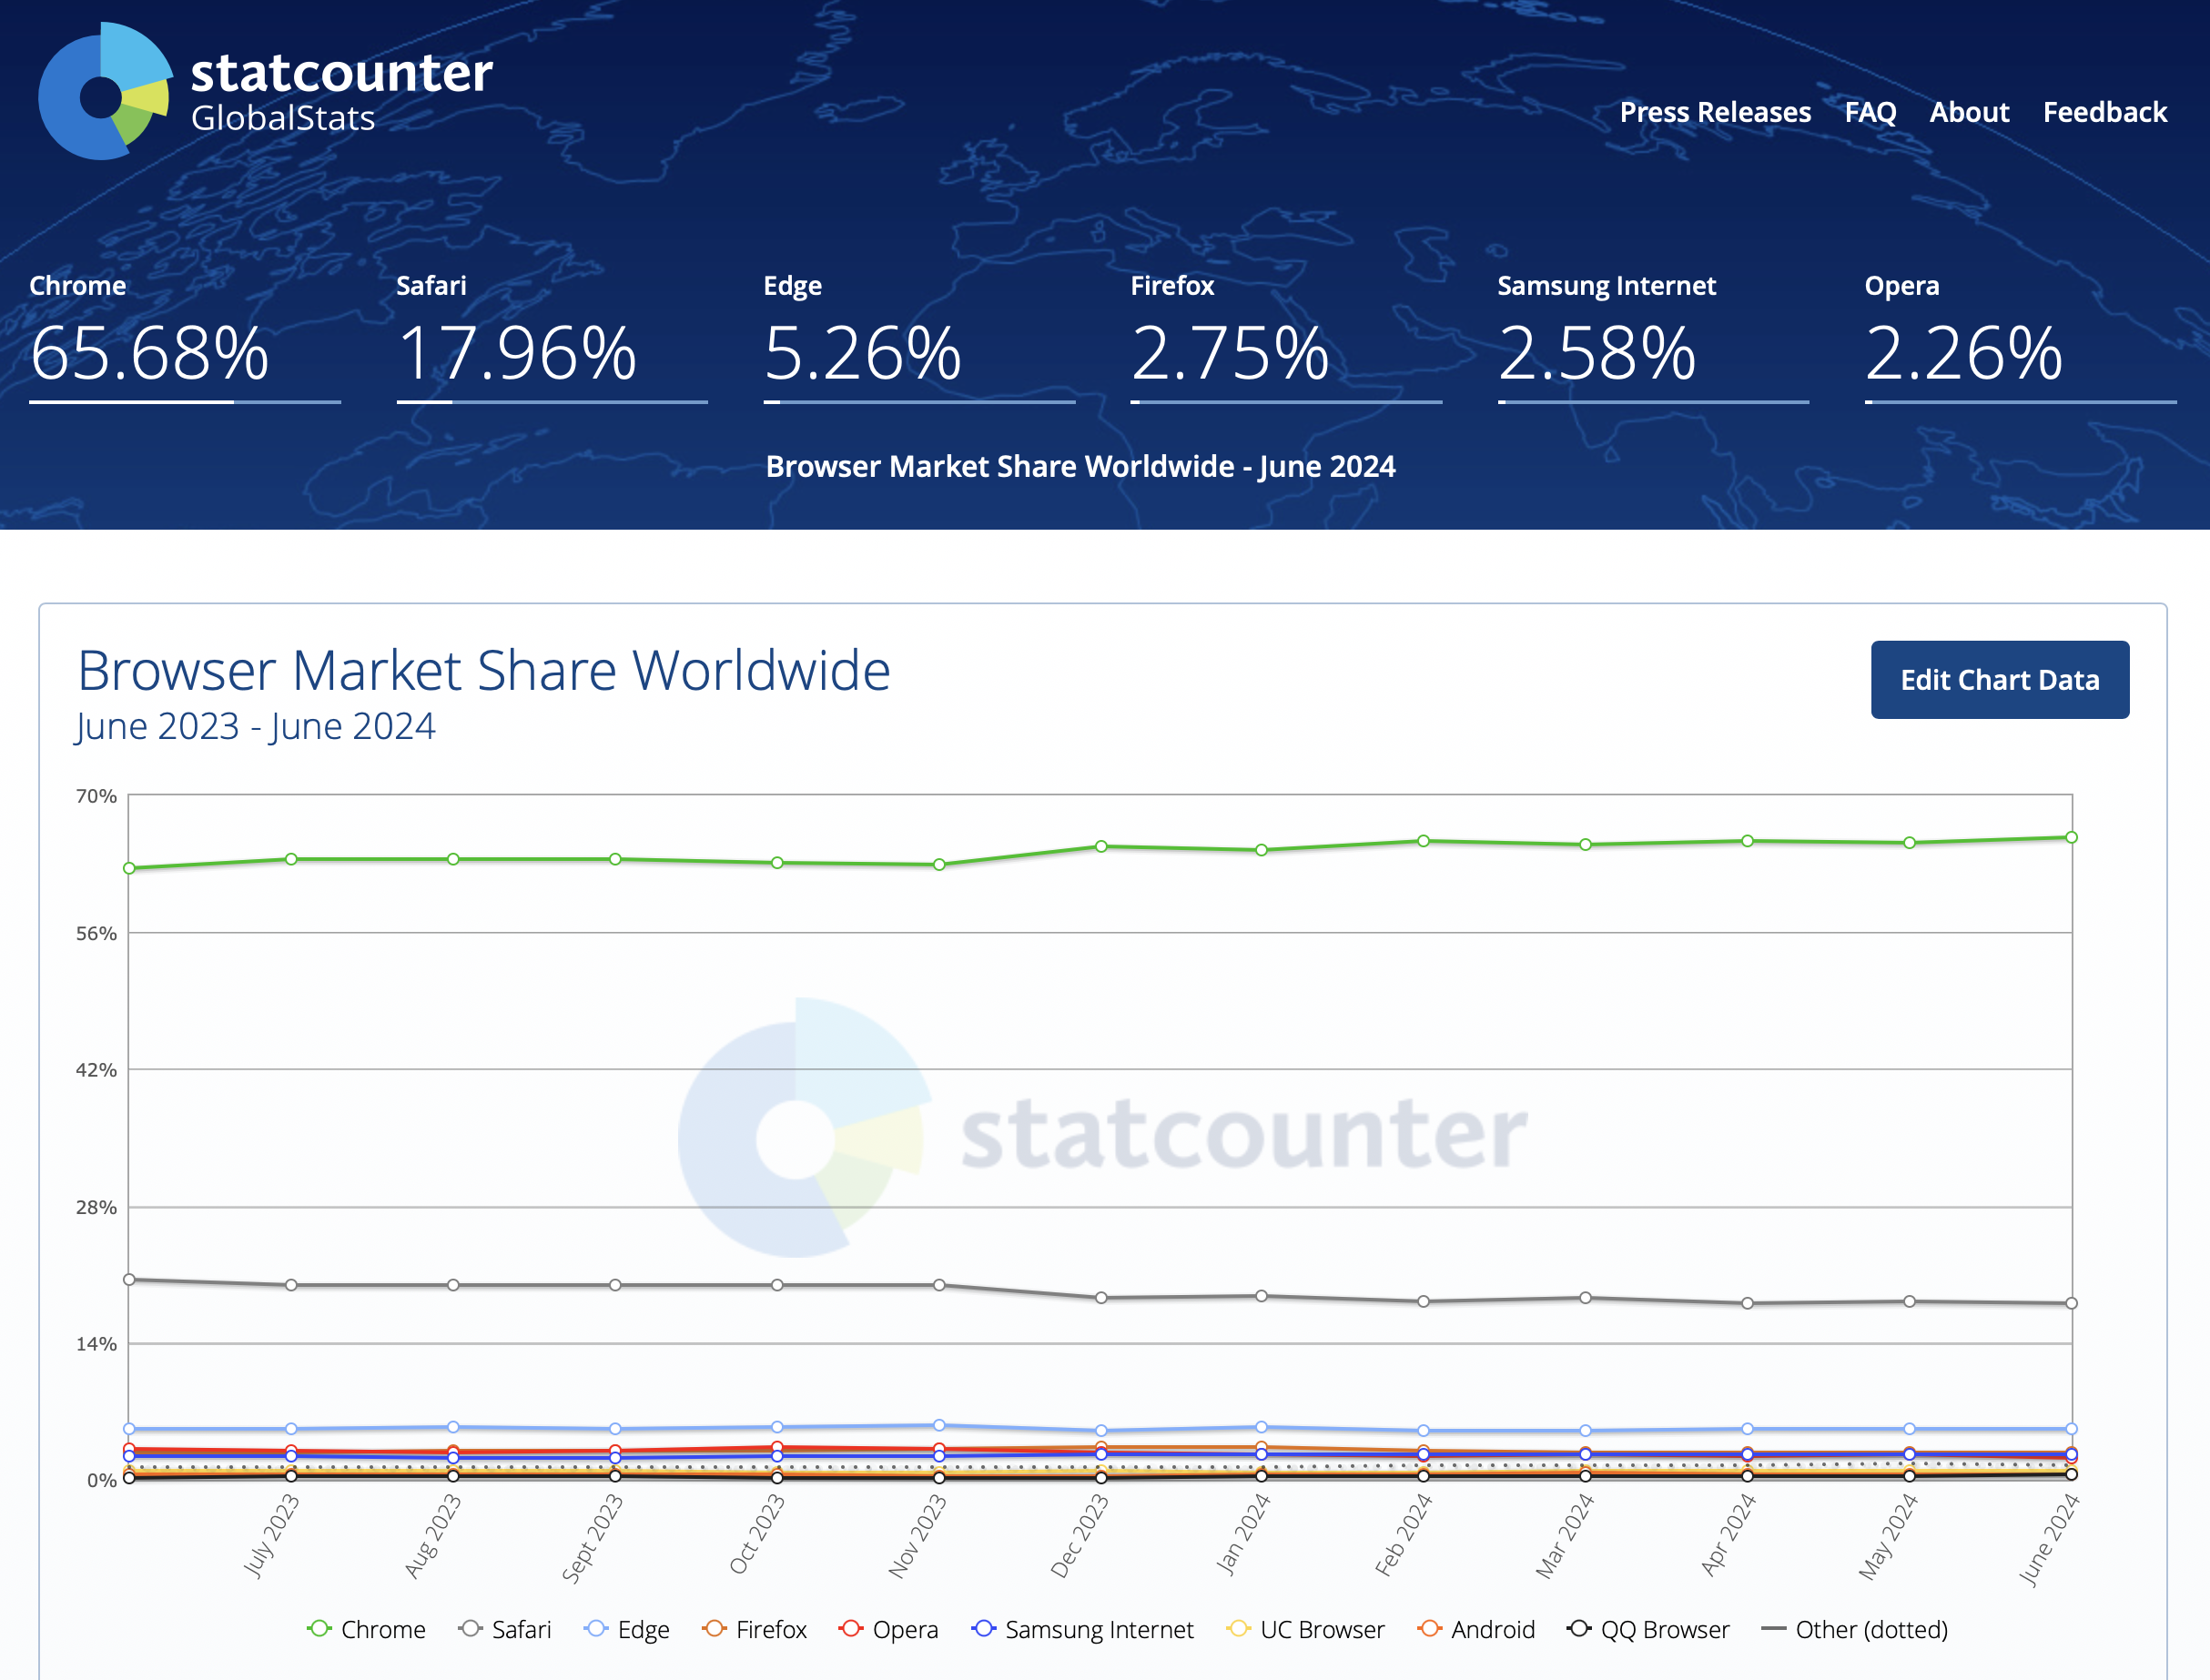 statcounter
GlobalStats
Press Releases FAQ About Feedback
Chrome Safari Edge Firefox Samsung Internet Opera
65.68% 17.96% 5.26% 2.75% 2.58% 2.26%
Browser Market Share Worldwide - June 2024
Browser Market Share Worldwide
June 2023 - June 2024
Edit Chart Data
70%
56%
42%
statcounter
28%
14%
0%
July 2023 Aug 2023 Sept 2023 Oct 2023 Nov 2023 Dec 2023 Jan 2024 Feb 2024 Mar 2024 Apr 2024 May 2024 June 2024
Chrome Safari Edge Firefox Opera Samsung Internet UC Browser Android QQ Browser Other (dotted)